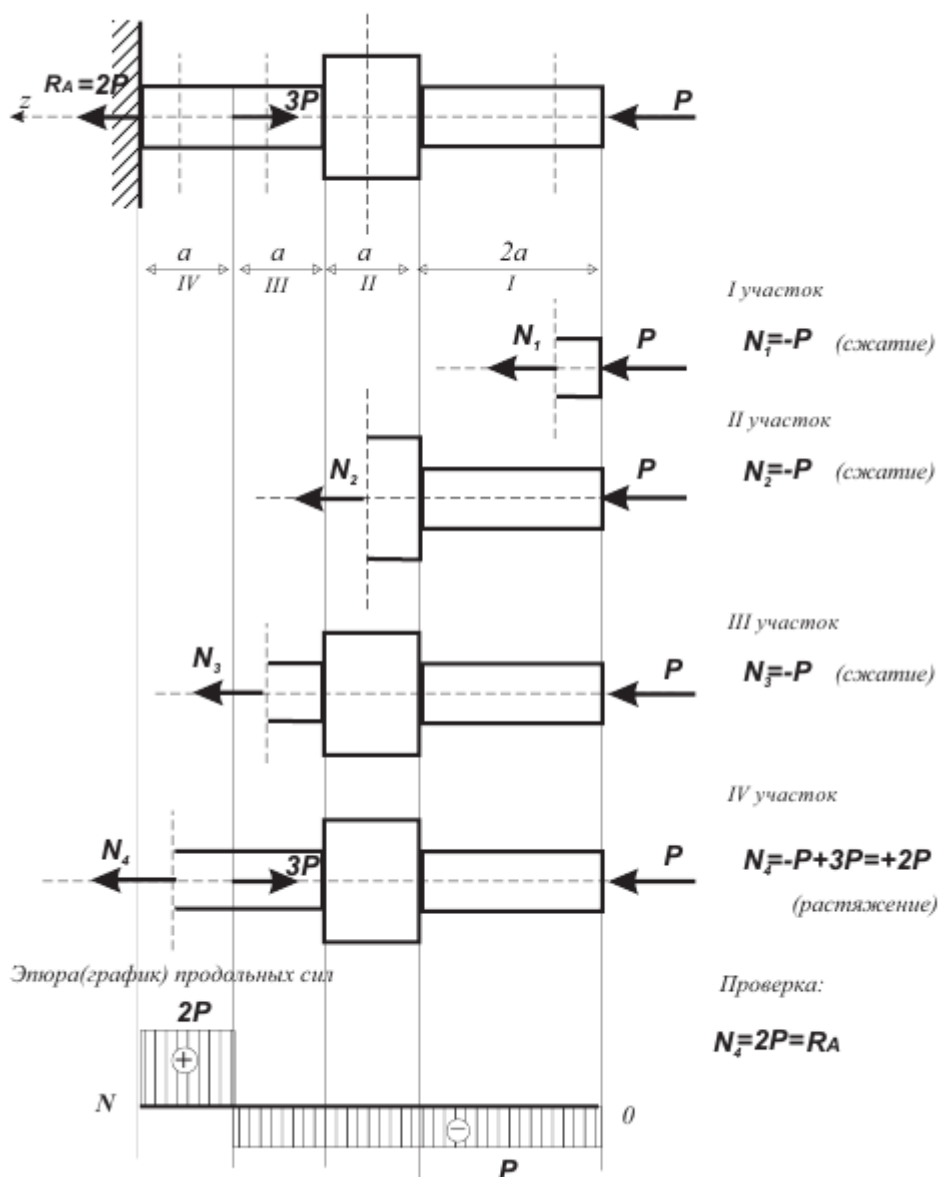 RA=2P
z
3P
P
a
a
a
2a
IV
III
II
I
I участок
N1 P
N1=-P (сжатие)
II участок
N2 P
N2=-P (сжатие)
III участок
N3 P
N3=-P (сжатие)
IV участок
N4 3P P
N4=-P+3P=+2P
(растяжение)
Эпюра(график) продольных сил
Проверка:
2P
+
N4=2P=RA
N
0
−
P